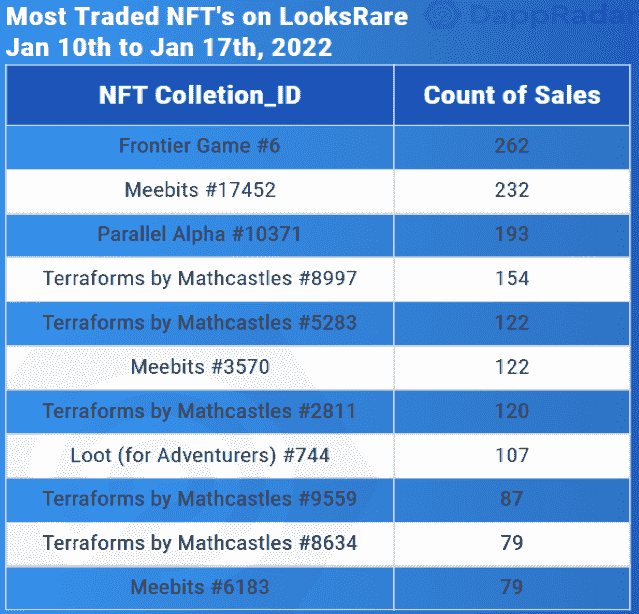 Most Traded NFT's on LooksRare
DappRadar
Jan 10th to Jan 17th, 2022
NFT Colletion_ID Count of Sales
Frontier Game #6 262
Meebits #17452 232
Parallel Alpha #10371 193
Terraforms by Mathcastles #8997 154
Terraforms by Mathcastles #5283 122
Meebits #3570 122
Terraforms by Mathcastles #2811 120
Loot (for Adventurers) #744 107
Terraforms by Mathcastles #9559 87
Terraforms by Mathcastles #8634 79
Meebits #6183 79